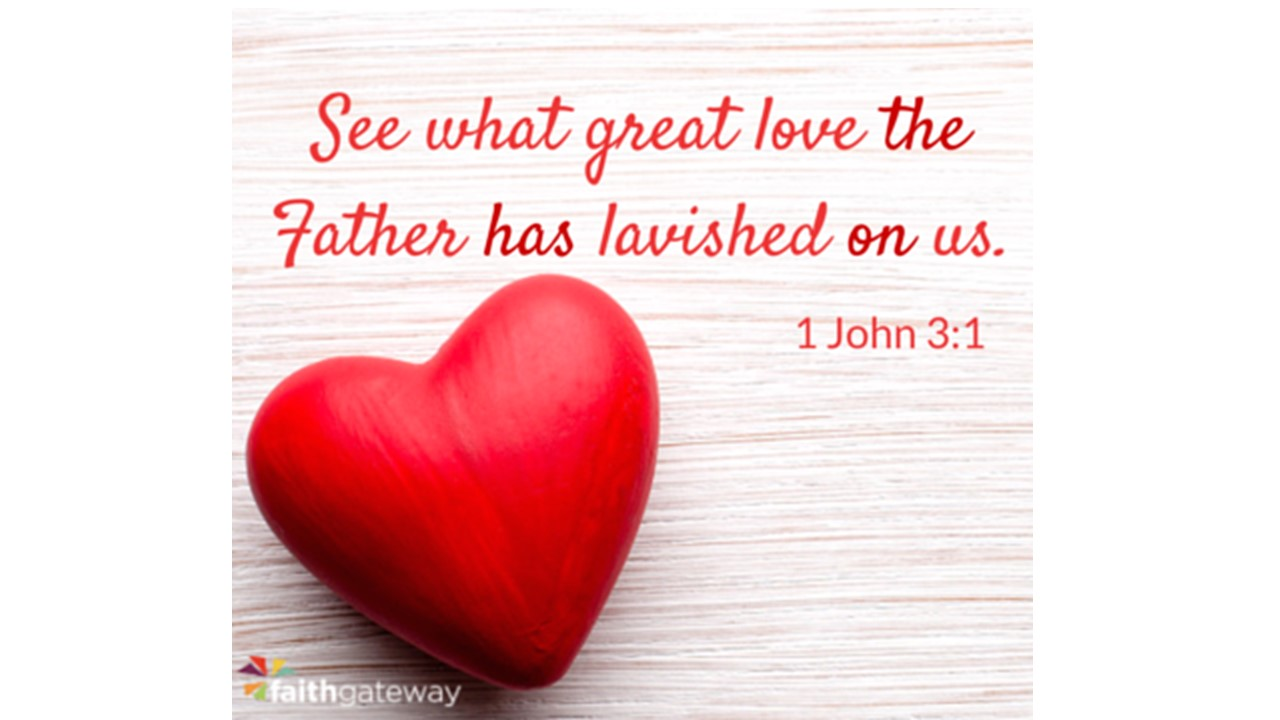 See what great love the
Father has lavished on us.
1 John 3:1
faithgateway